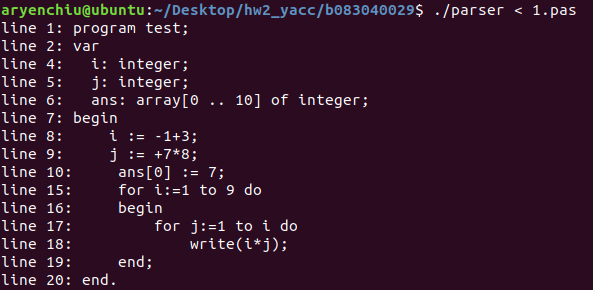 aryenchiu@ubuntu:~/Desktop/hw2_yacc/b083040029$ ./parser < 1.pas
line 1: program test;
line 2: var
line 4:   i: integer;
line 5:   j: integer;
line 6:   ans: array[0 .. 10] of integer;
line 7: begin
line 8:     i := -1+3;
line 9:     j := +7*8;
line 10:     ans[0] := 7;
line 15:     for i:=1 to 9 do
line 16:     begin
line 17:         for j:=1 to i do
line 18:             write(i*j);
line 19:     end;
line 20: end.